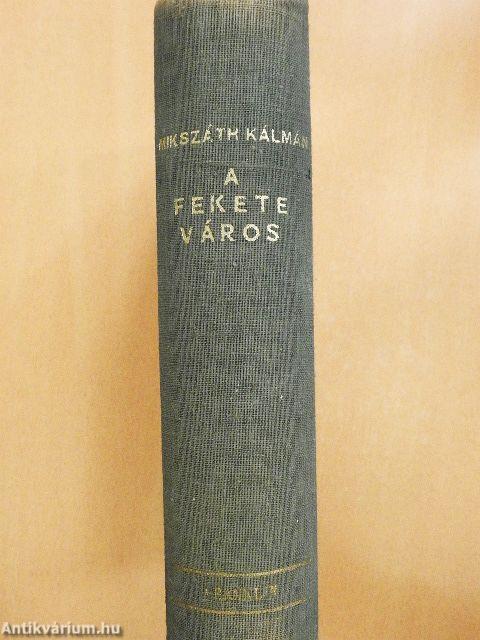 MIKSZÁTH KÁLMÁN
A
FEKETE
VÁROS
Antikvárium.hu